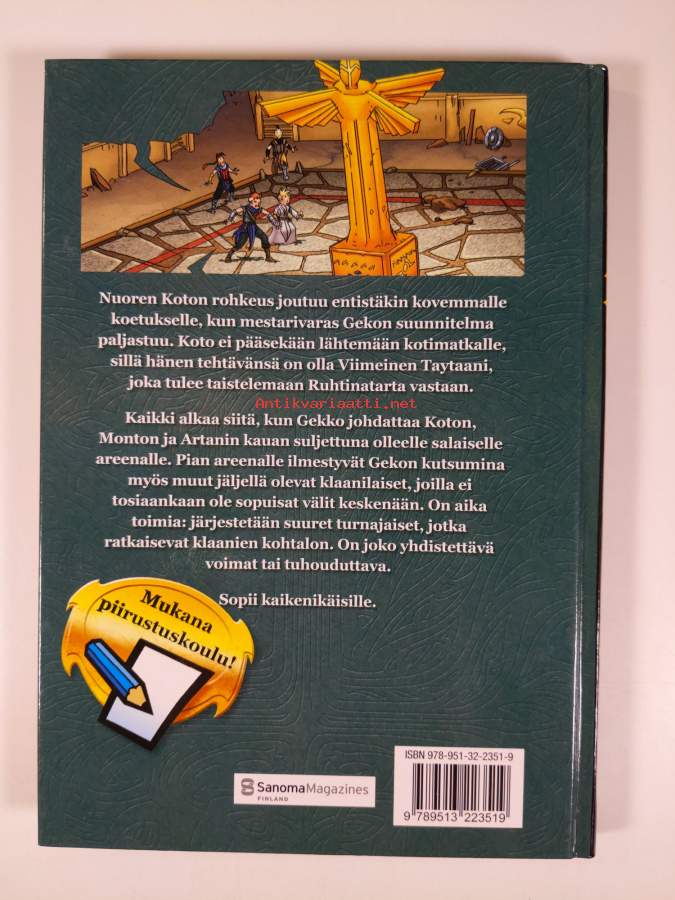 Nuoren Koton rohkeus joutuu entistäkin kovemmalle
koetukselle, kun mestarivaras Gekon suunnitelma
paljastuu. Koto ei pääsekään lähtemään kotimatkalle,
sillä hänen tehtävänsä on olla Viimeinen Taytaani,
joka tulee taistelemaan Ruhtinatarta vastaan.
Antikvariaatti.net
Kaikki alkaa siitä, kun Gekko johdattaa Koton,
Monton ja Artanin kauan suljettuna olleelle salaiselle
areenalle. Pian areenalle ilmestyvät Gekon kutsumina
myös muut jäljellä olevat klaanilaiset, joilla ei
tosiaankaan ole sopuisat välit keskenään. On aika
toimia: järjestetään suuret turnajaiset, jotka
ratkaisevat klaanien kohtalon. On joko yhdistettävä
voimat tai tuhouduttava.
Sopii kaikenikäisille.
Mukana
piirustuskoulu!
ISBN 978-951-32-2351-9
9 789513 223519
SanomaMagazines
FINLAND